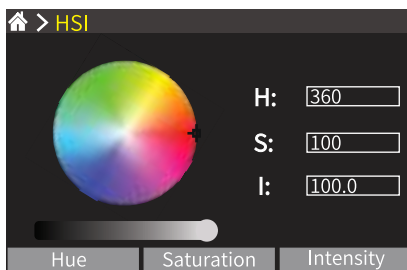 > HSI
H: 360
S: 100
I: 100.0
Hue Saturation Intensity